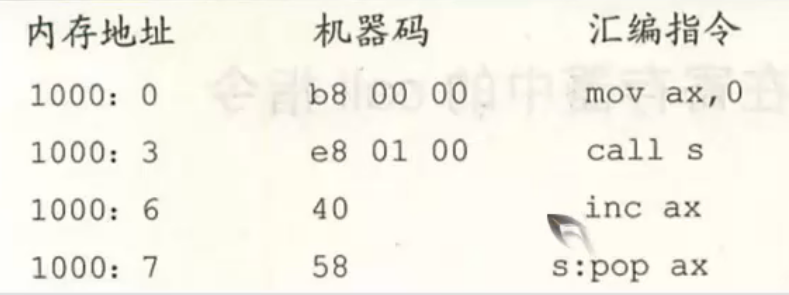 内存地址 机器码 汇编指令
1000：0 b8 00 00 mov ax,0
1000：3 e8 01 00 call s
1000：6 40 inc ax
1000：7 58 s:pop ax